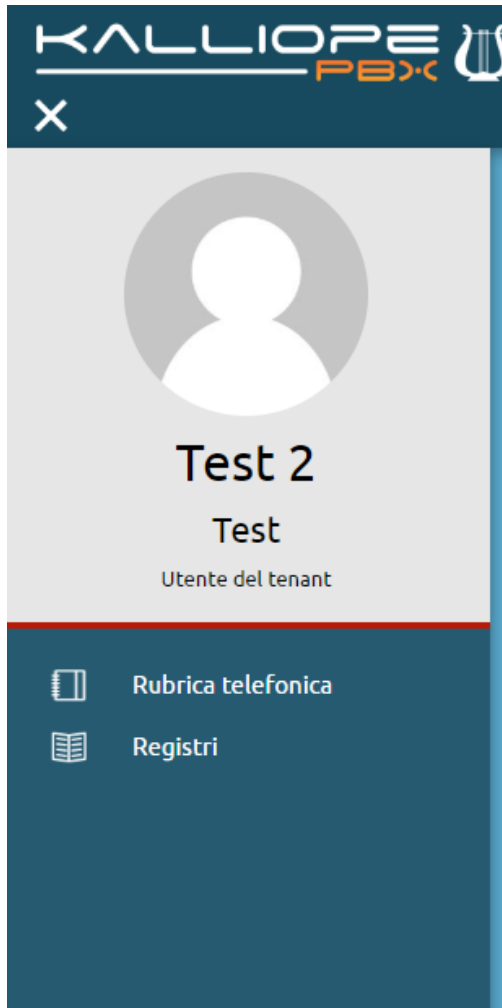 KALLIOPE
PBX
Test 2
Test
Utente del tenant
Rubrica telefonica
Registri